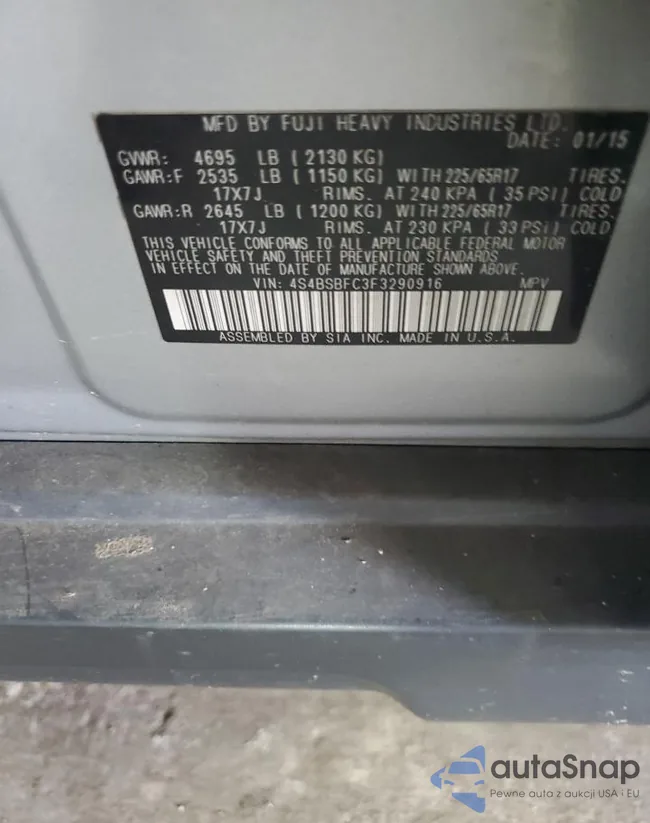 MFD BY FUJI HEAVY INDUSTRIES LTD.
DATE: 01/15
GVWR: 4695 LB ( 2130 KG)
GAWR:F 2535 LB ( 1150 KG) WITH 225/65R17 TIRES.
17X7J RIMS. AT 240 KPA ( 35 PSI) COLD
GAWR:R 2645 LB ( 1200 KG) WITH 225/65R17 TIRES.
17X7J RIMS. AT 230 KPA ( 33 PSI) COLD
THIS VEHICLE CONFORMS TO ALL APPLICABLE FEDERAL MOTOR
VEHICLE SAFETY AND THEFT PREVENTION STANDARDS
IN EFFECT ON THE DATE OF MANUFACTURE SHOWN ABOVE.
VIN: 4S4BSBFC3F3290916 MPV
ASSEMBLED BY SIA INC. MADE IN U.S.A.
autaSnap
Pewne auta z aukcji USA i EU